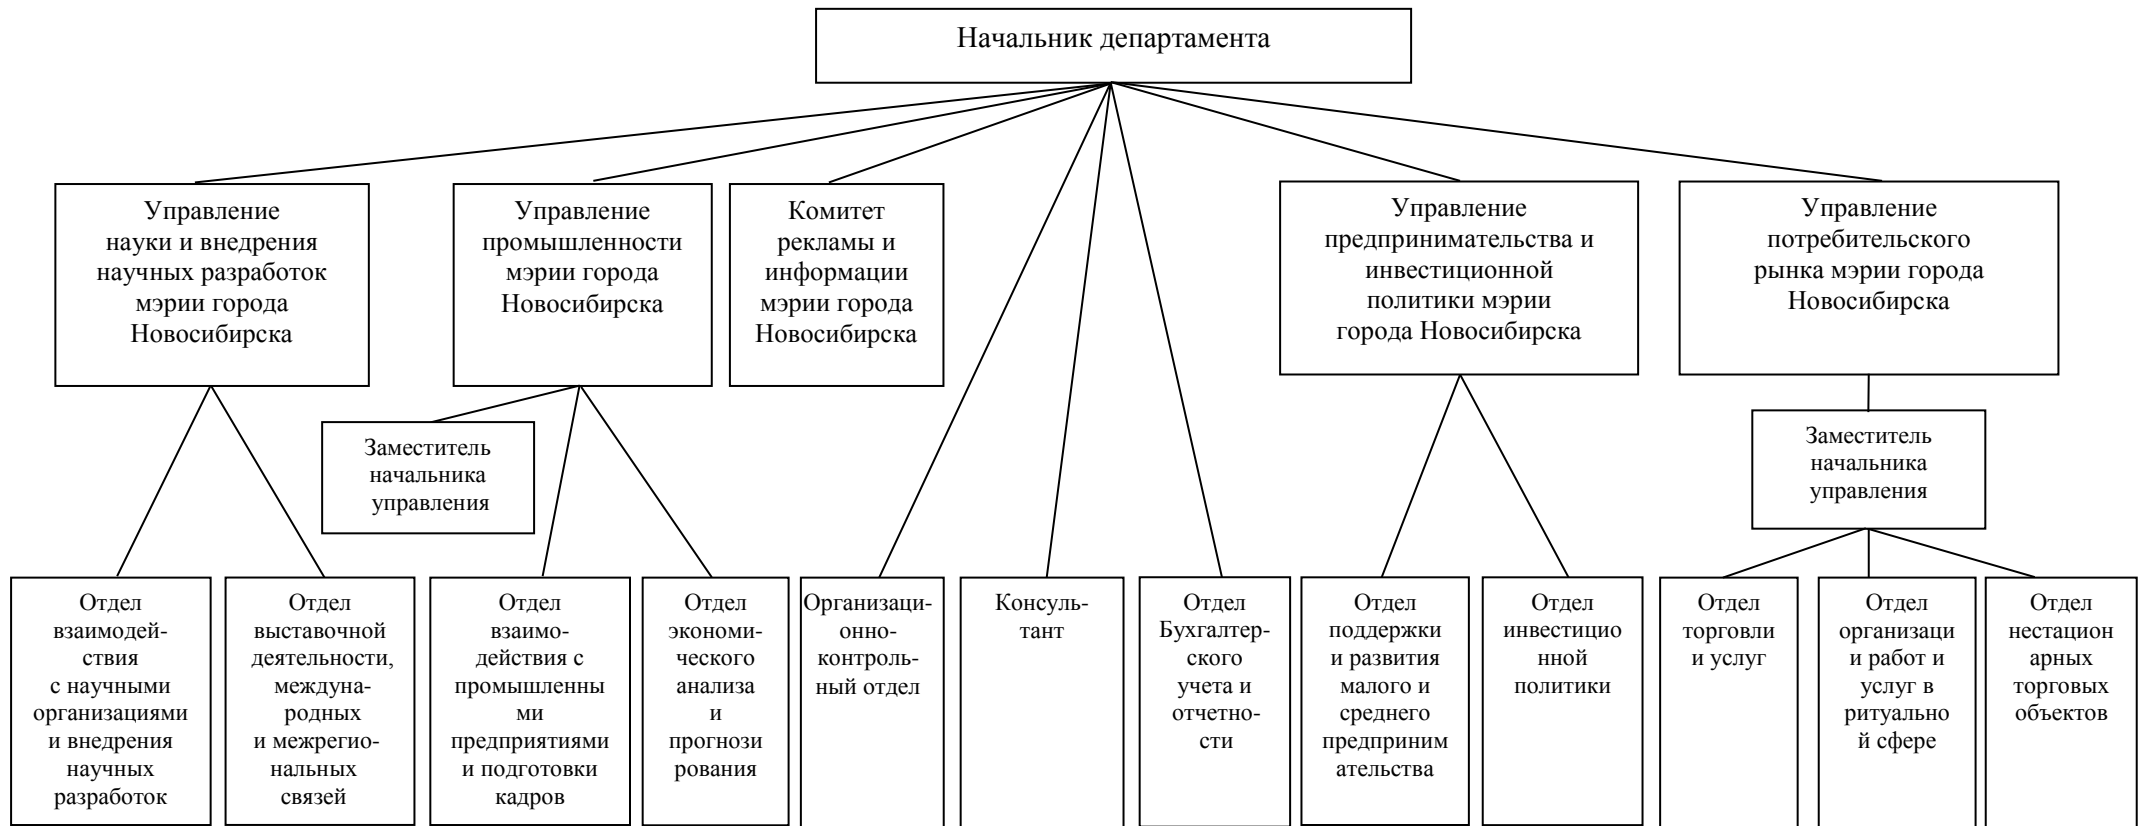 Начальник департамента
Управление
науки и внедрения
научных разработок
мэрии города
Новосибирска
Управление
промышленности
мэрии города
Новосибирска
Комитет
рекламы и
информации
мэрии города
Новосибирска
Управление
предпринимательства и
инвестиционной
политики мэрии
города Новосибирска
Управление
потребительского
рынка мэрии города
Новосибирска
Заместитель
начальника
управления
Заместитель
начальника
управления
Отдел
взаимодей-
ствия
с научными
организациями
и внедрения
научных
разработок
Отдел
выставочной
деятельности,
междуна-
родных
и межрегио-
нальных
связей
Отдел
взаимо-
действия с
промышленны
ми
предприятиями
и подготовки
кадров
Отдел
экономи-
ческого
анализа
и
прогнози
рования
Организаци-
онно-
контроль-
ный отдел
Консуль-
тант
Отдел
Бухгалтер-
ского
учета и
отчетно-
сти
Отдел
поддержки
и развития
малого и
среднего
предприним
ательства
Отдел
инвестицио
нной
политики
Отдел
торговли
и услуг
Отдел
организаци
и работ и
услуг в
ритуально
й сфере
Отдел
нестацион
арных
торговых
объектов